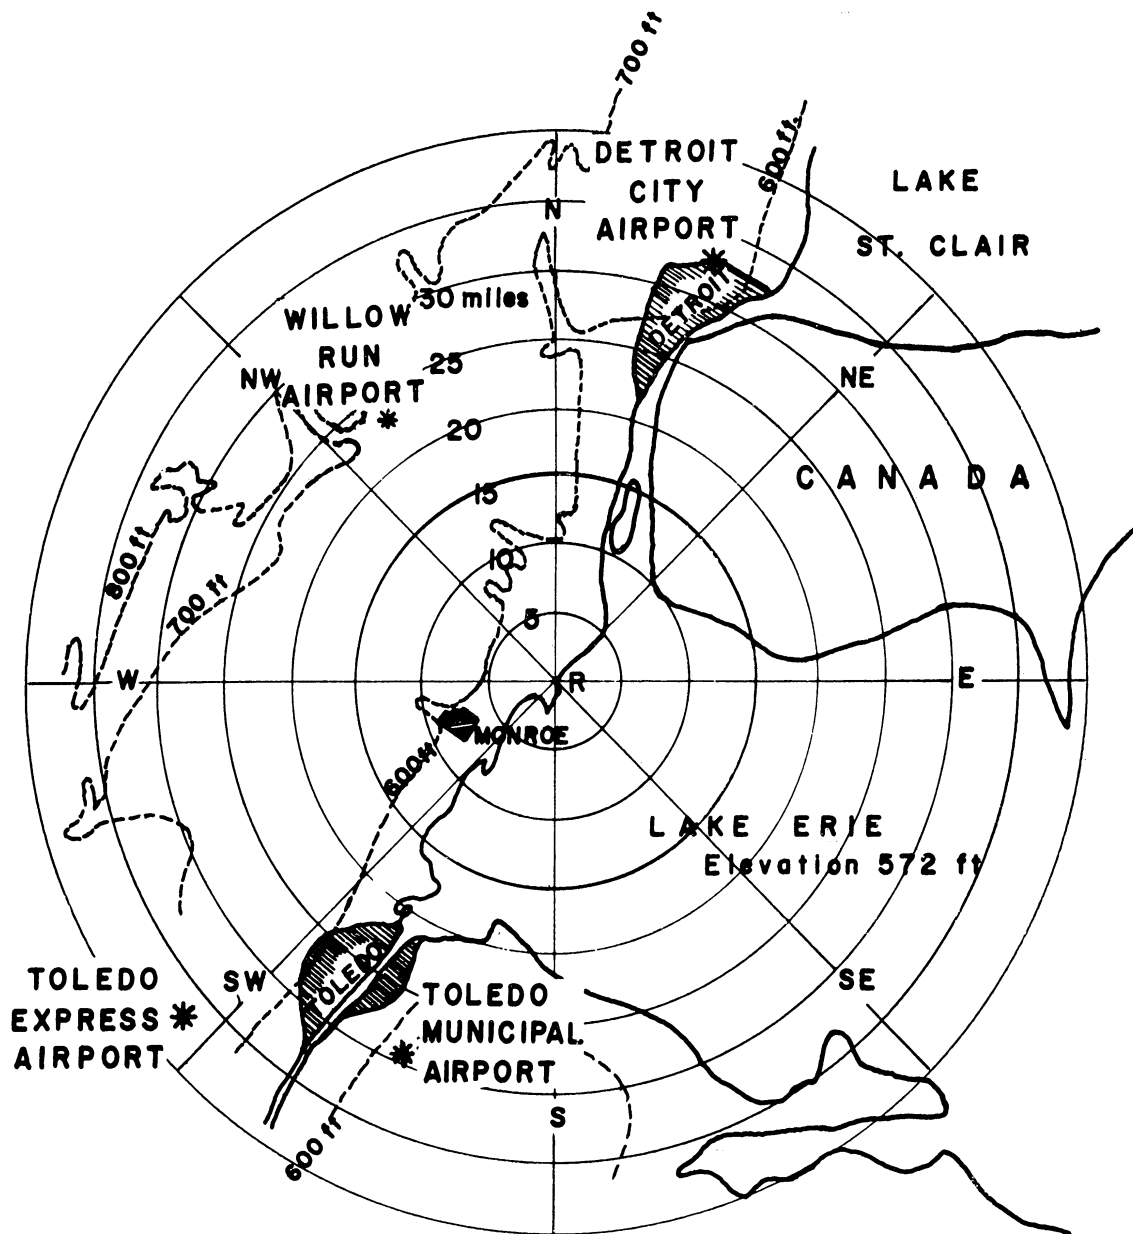 700 ft
600 ft.
DETROIT
CITY
AIRPORT
LAKE
ST. CLAIR
N
30 miles
WILLOW
RUN
AIRPORT
DETROIT
25
NW
NE
20
CANADA
15
800 ft
10
700 ft
5
W
R
E
MONROE
600ft
LAKE ERIE
Elevation 572 ft
TOLEDO
SW
SE
TOLEDO
EXPRESS
AIRPORT
TOLEDO
MUNICIPAL.
AIRPORT
S
600 ft